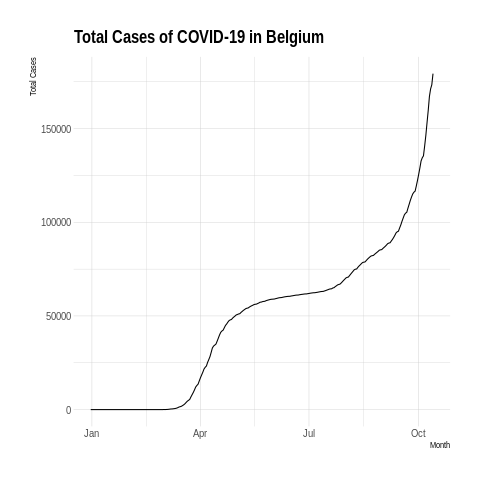 Total Cases of COVID-19 in Belgium
Total Cases
150000
100000
50000
0
Jan Apr Jul Oct
Month